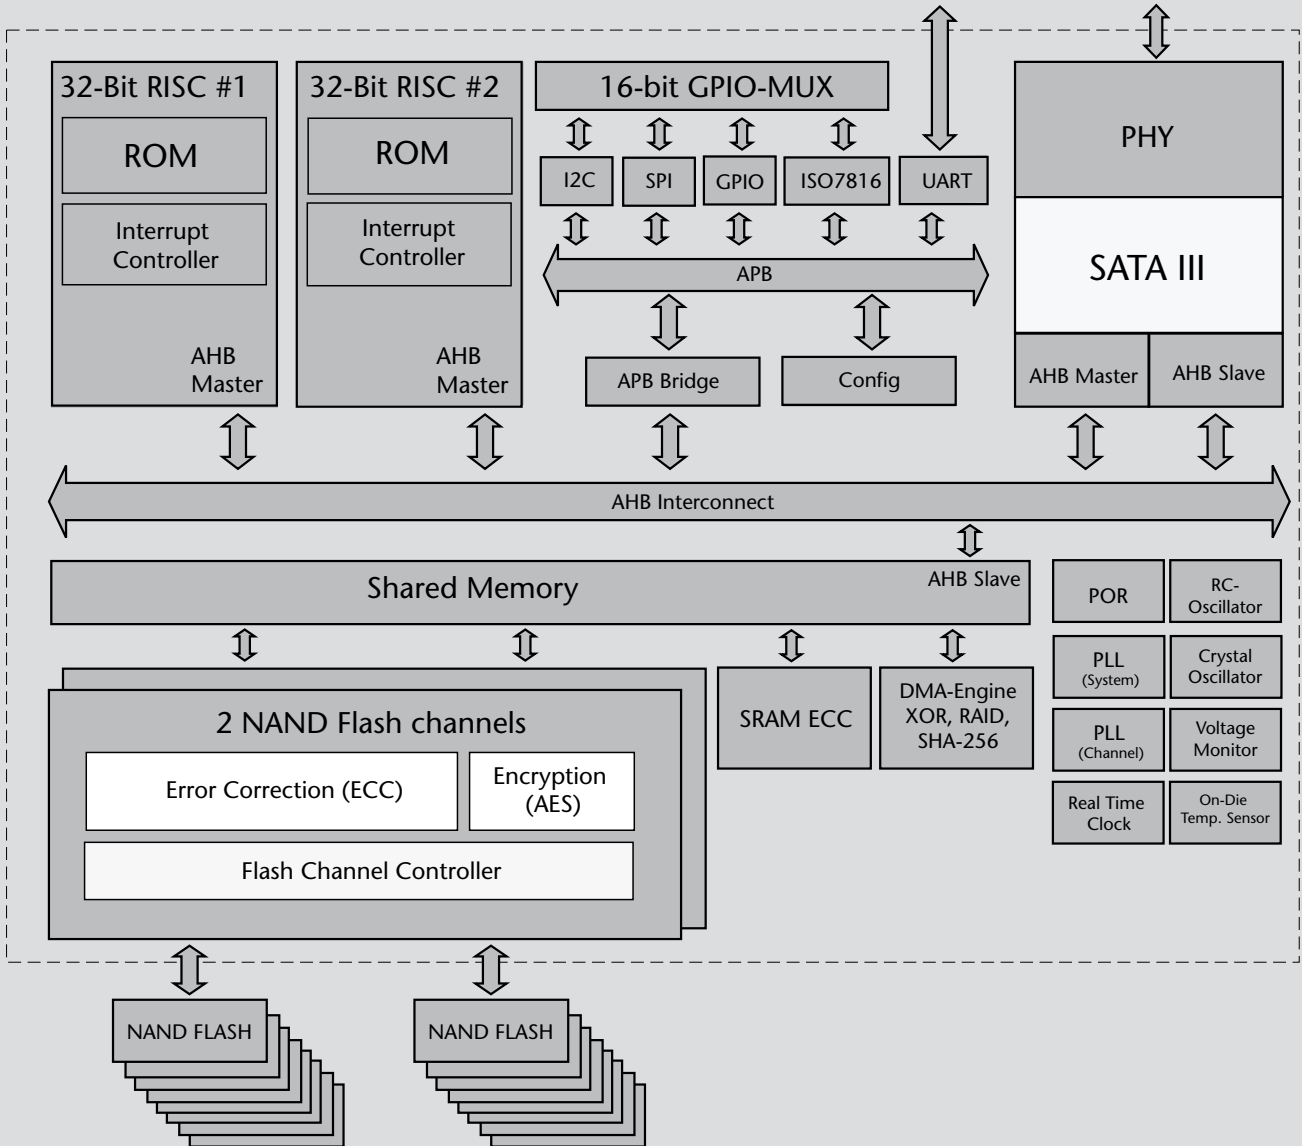 32-Bit RISC #1
ROM
Interrupt
Controller
AHB
Master
32-Bit RISC #2
ROM
Interrupt
Controller
AHB
Master
16-bit GPIO-MUX
I2C
SPI
GPIO
ISO7816
UART
APB
APB Bridge
Config
PHY
SATA III
AHB Master
AHB Slave
AHB Interconnect
Shared Memory
AHB Slave
2 NAND Flash channels
Error Correction (ECC)
Encryption
(AES)
Flash Channel Controller
SRAM ECC
DMA-Engine
XOR, RAID,
SHA-256
POR
RC-
Oscillator
PLL
(System)
Crystal
Oscillator
PLL
(Channel)
Voltage
Monitor
Real Time
Clock
On-Die
Temp. Sensor
NAND FLASH
NAND FLASH